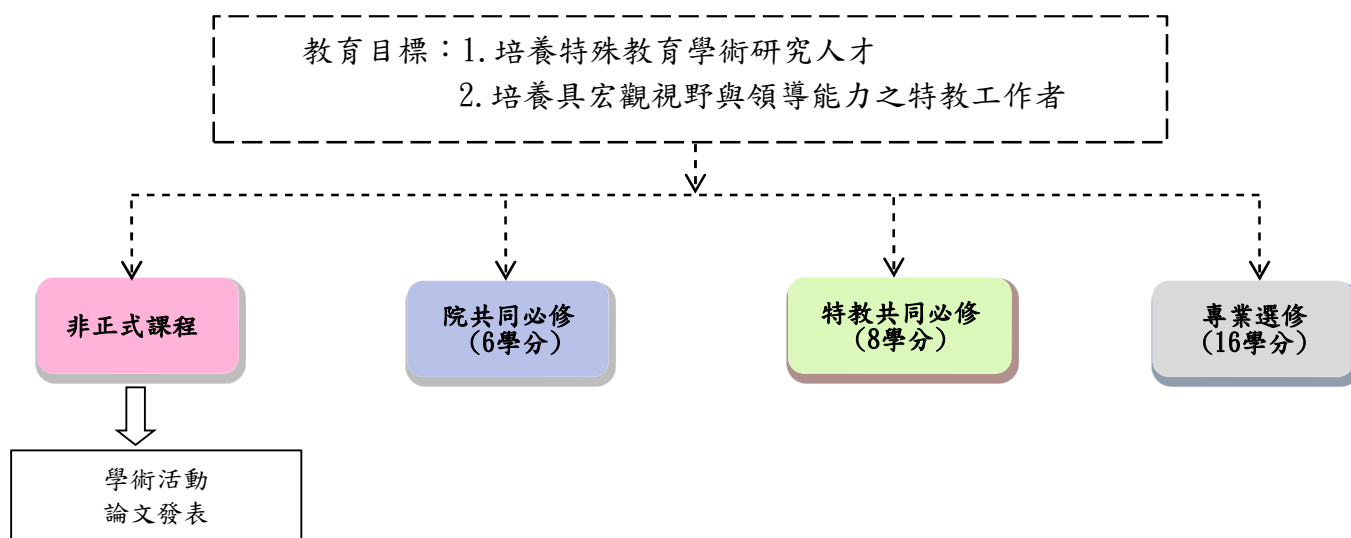 教育目標：1.培養特殊教育學術研究人才
2.培養具宏觀視野與領導能力之特教工作者
非正式課程
院共同必修
(6學分)
特教共同必修
(8學分)
專業選修
(16學分)
學術活動
論文發表